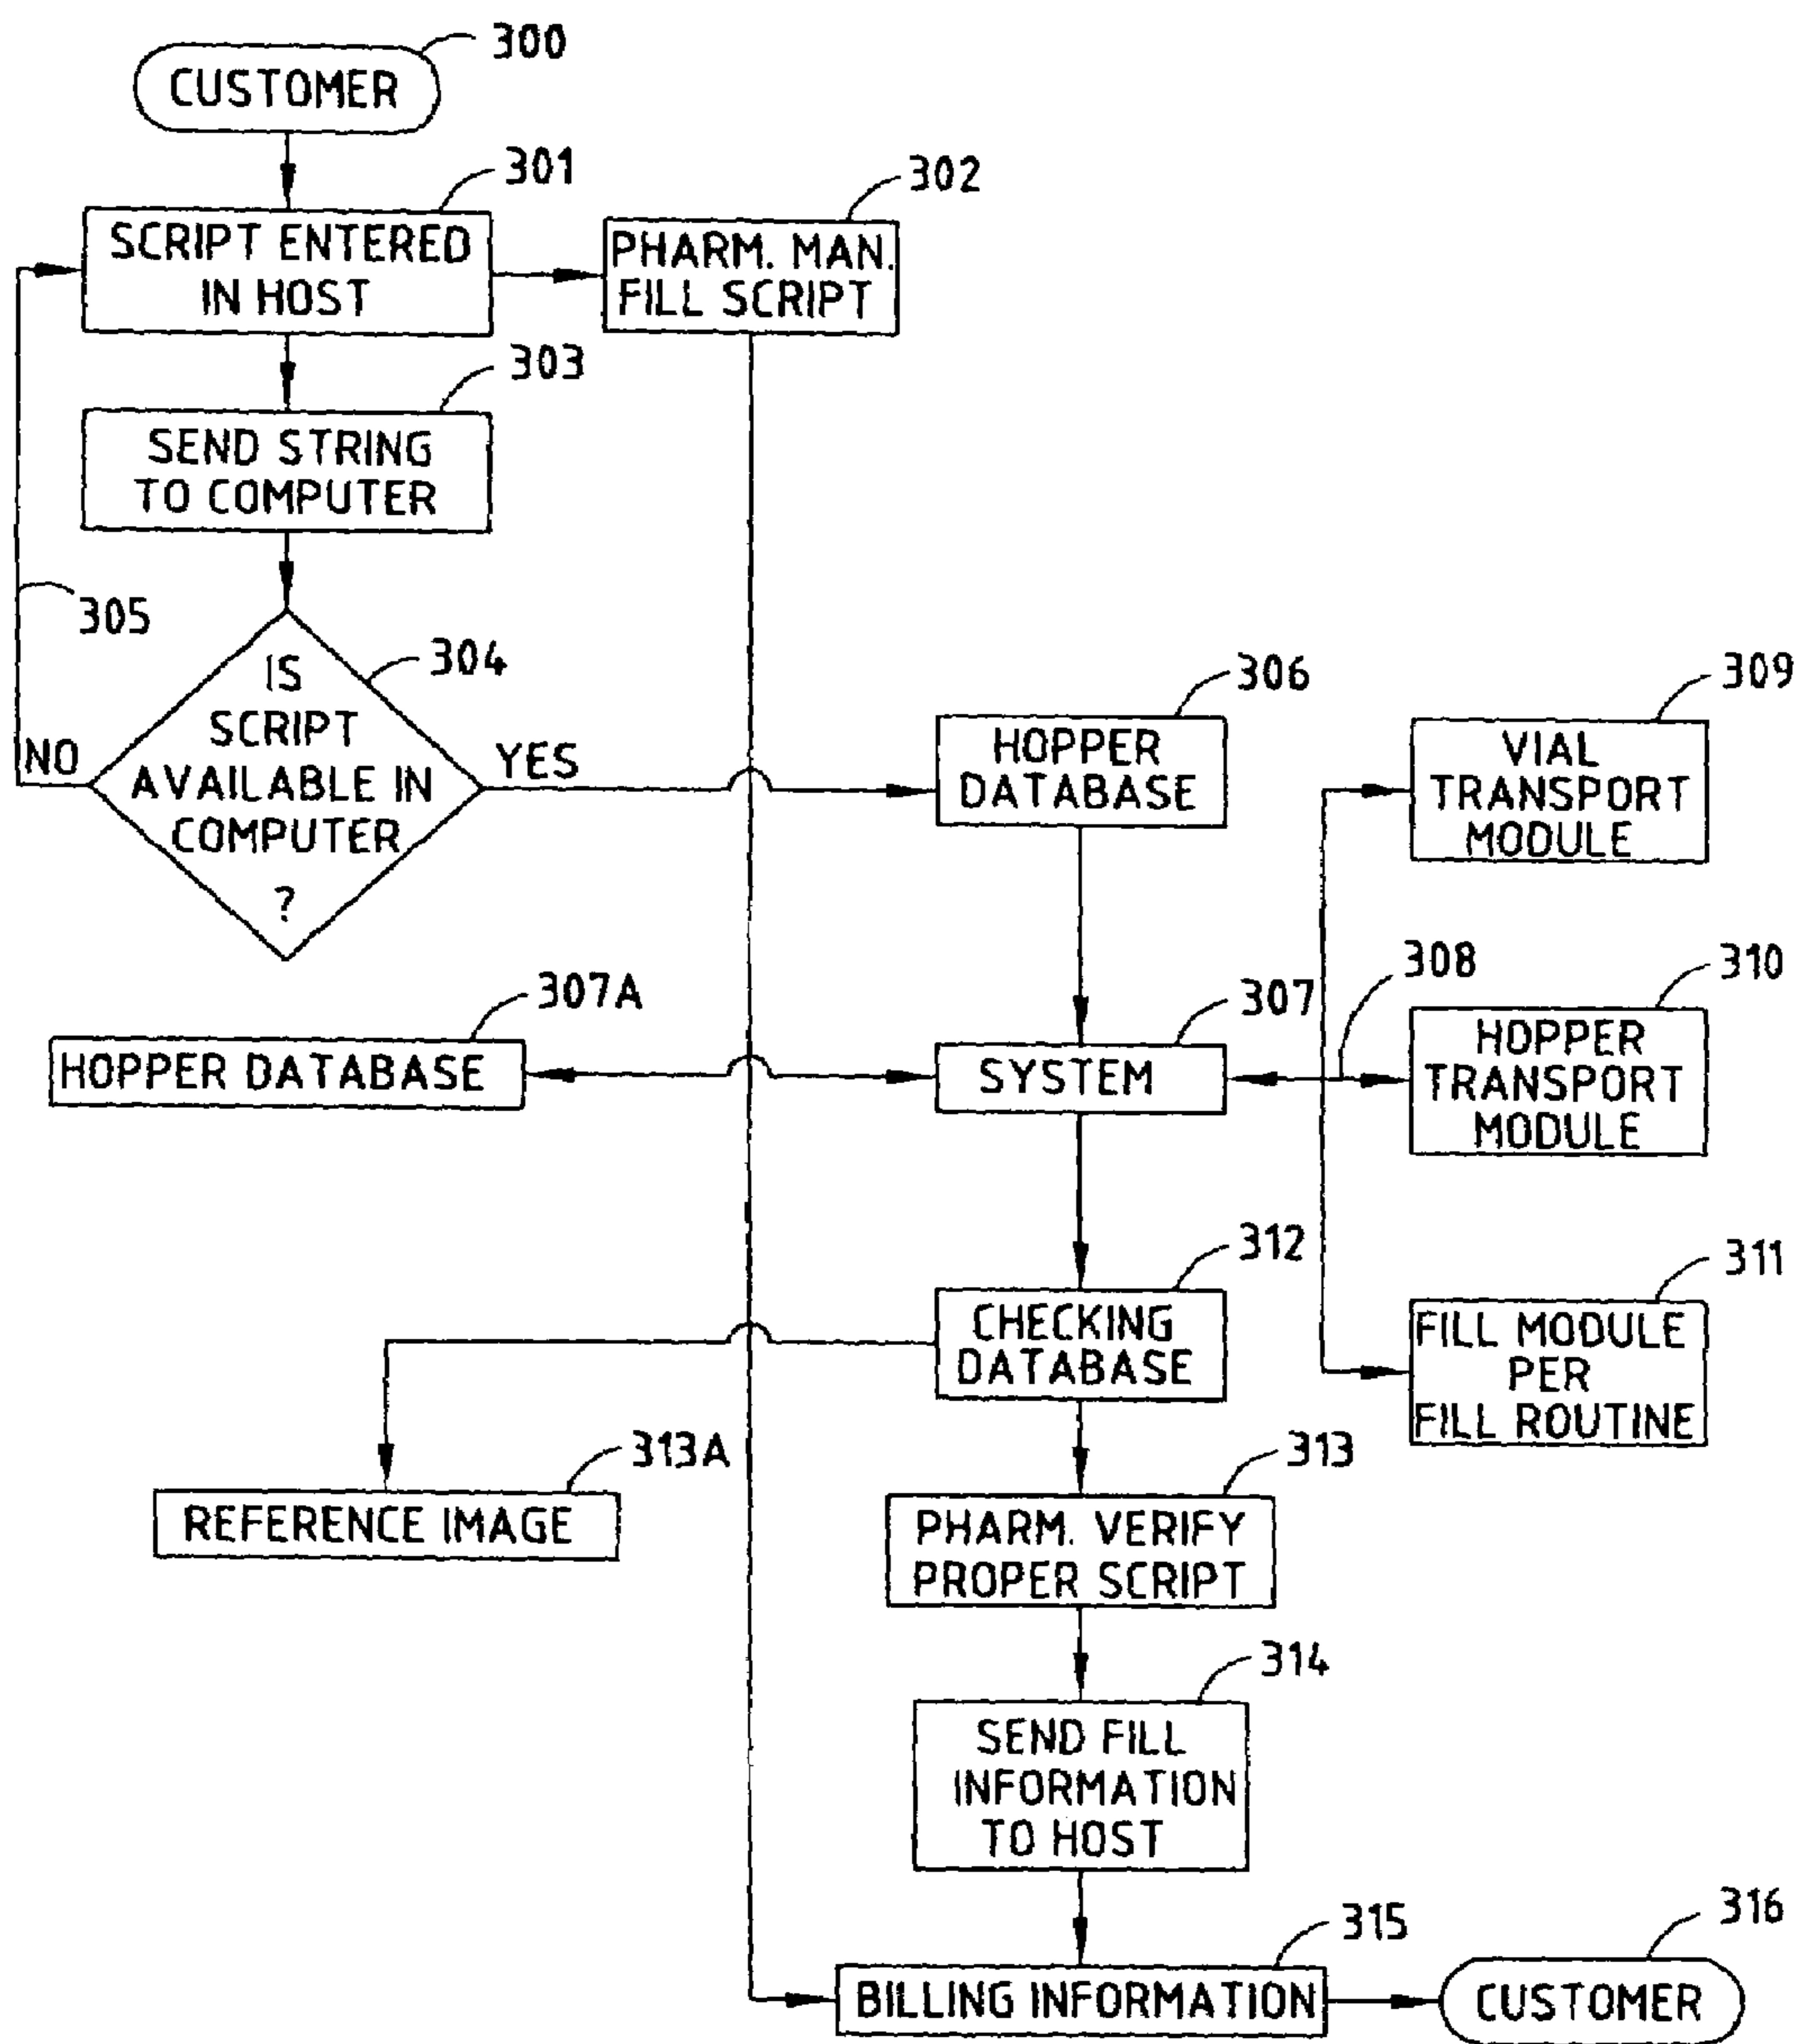 300
CUSTOMER
301
SCRIPT ENTERED
IN HOST
302
PHARM. MAN.
FILL SCRIPT
303
SEND STRING
TO COMPUTER
305
304
IS
SCRIPT
AVAILABLE IN
COMPUTER
?
NO
YES
306
HOPPER
DATABASE
309
VIAL
TRANSPORT
MODULE
307A
HOPPER DATABASE
307
SYSTEM
308
310
HOPPER
TRANSPORT
MODULE
312
CHECKING
DATABASE
311
FILL MODULE
PER
FILL ROUTINE
313A
REFERENCE IMAGE
313
PHARM. VERIFY
PROPER SCRIPT
314
SEND FILL
INFORMATION
TO HOST
315
BILLING INFORMATION
316
CUSTOMER